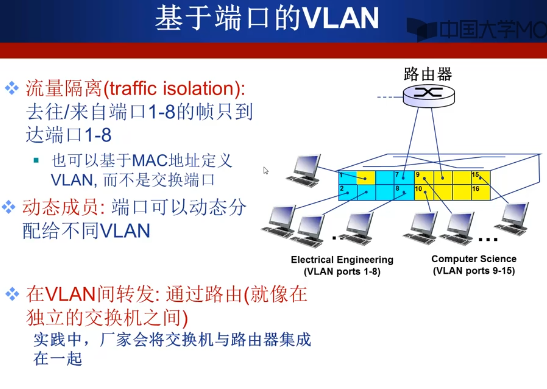 基于端口的VLAN
中国大学MO
流量隔离(traffic isolation):
去往/来自端口1-8的帧只到
达端口1-8
也可以基于MAC地址定义
VLAN, 而不是交换端口
动态成员: 端口可以动态分
配给不同VLAN
在VLAN间转发: 通过路由(就像在
独立的交换机之间)
实践中，厂家会将交换机与路由器集成
在一起
路由器
1 7 9 15
2 8 10 16
... ...
Electrical Engineering
(VLAN ports 1-8)
Computer Science
(VLAN ports 9-15)